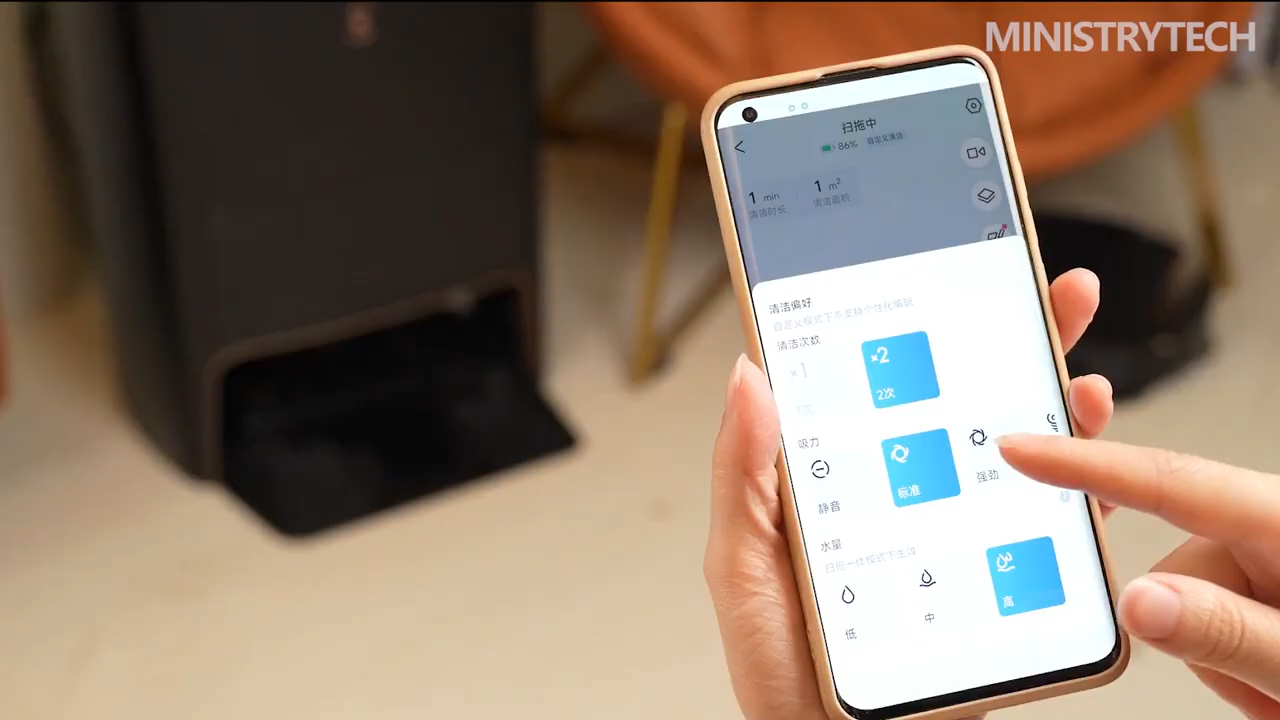 MINISTRYTECH
扫拖中
86% 自定义清洁
1 min 1 m²
清洁时长 清洁面积
清洁偏好
自定义模式下不支持个性化编辑
清洁次数
×1 ×2
1次 2次
吸力
静音 标准 强劲
水量
扫拖一体模式下生效
低 中 高